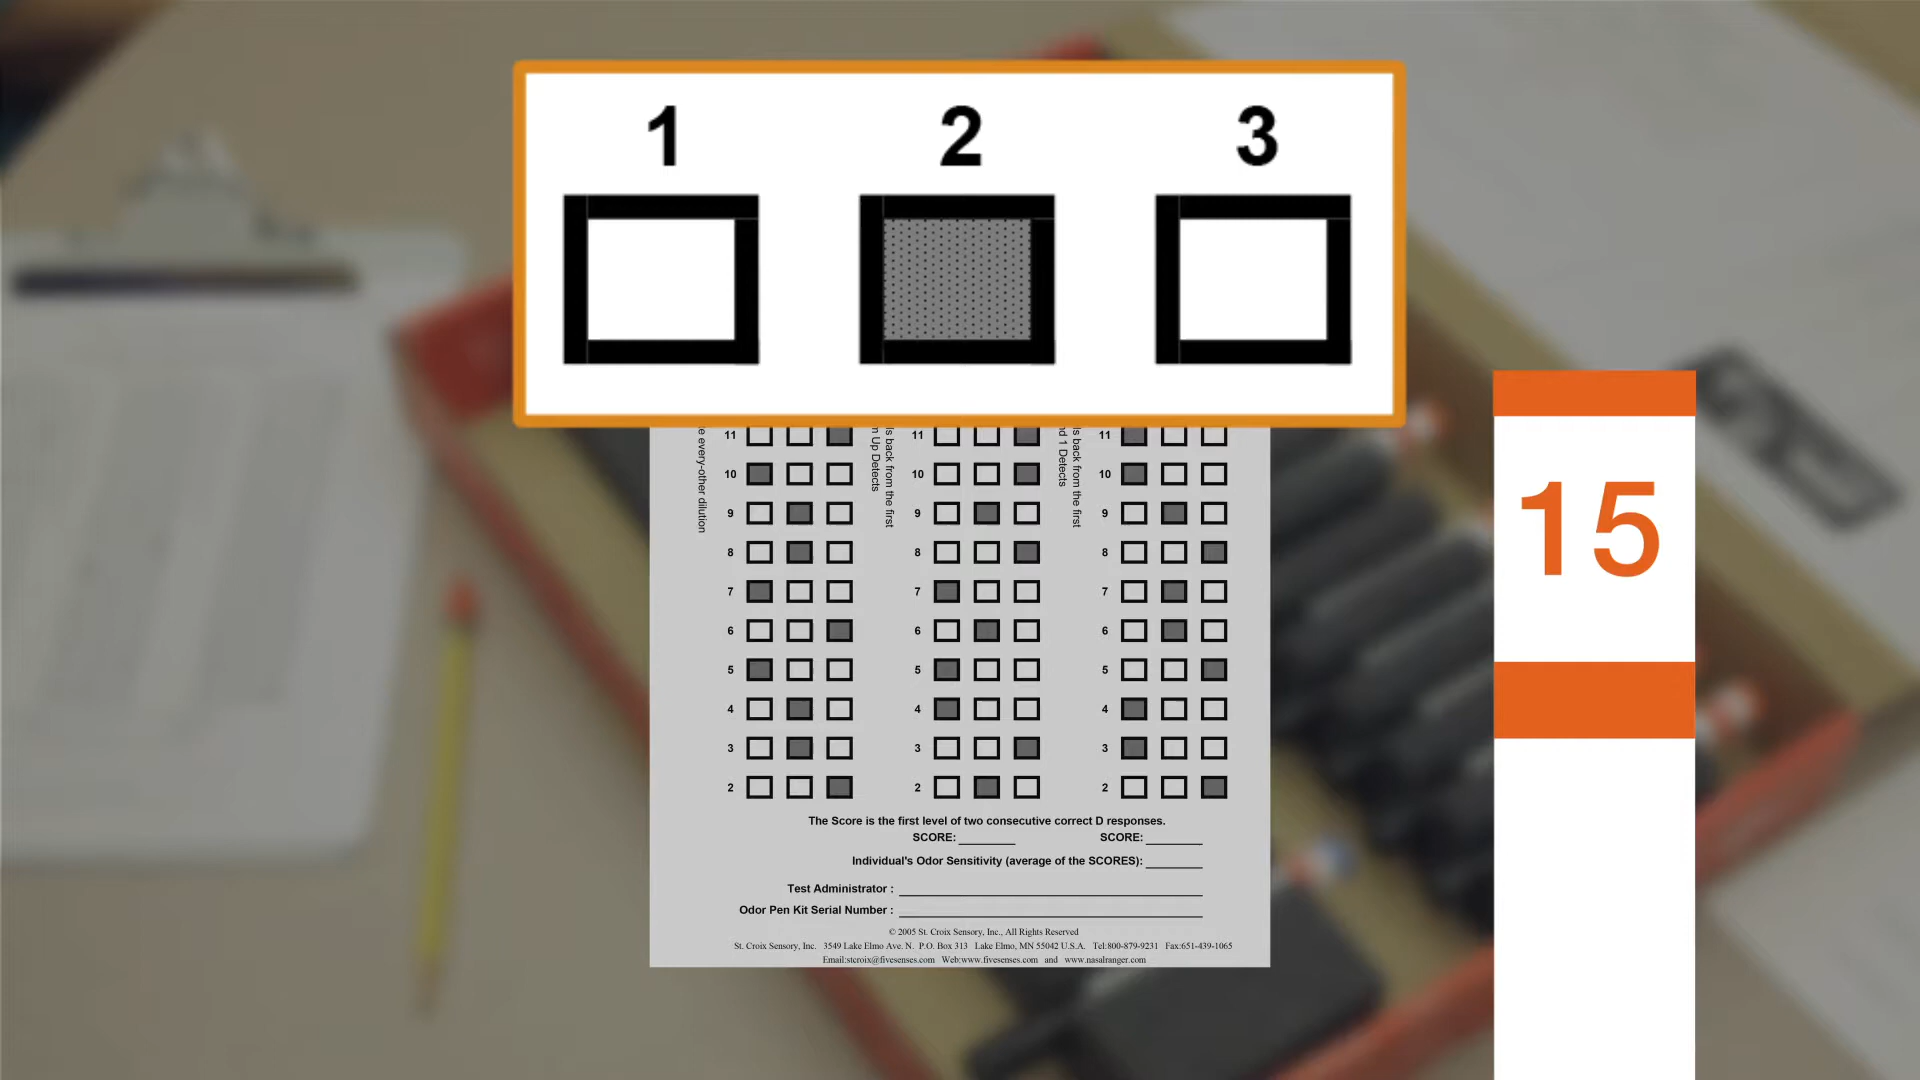 1 2 3
15
11 11 11
e every-other dilution
ls back from the first
n Up Detects
ls back from the first
nd 1 Detects
10 10 10
9 9 9
8 8 8
7 7 7
6 6 6
5 5 5
4 4 4
3 3 3
2 2 2
The Score is the first level of two consecutive correct D responses.
SCORE: SCORE:
Individual's Odor Sensitivity (average of the SCORES):
Test Administrator :
Odor Pen Kit Serial Number :
© 2005 St. Croix Sensory, Inc., All Rights Reserved
St. Croix Sensory, Inc. 3549 Lake Elmo Ave. N. P.O. Box 313 Lake Elmo, MN 55042 U.S.A. Tel:800-879-9231 Fax:651-439-1065
Email:stcroix@fivesenses.com Web:www.fivesenses.com and www.nasalranger.com